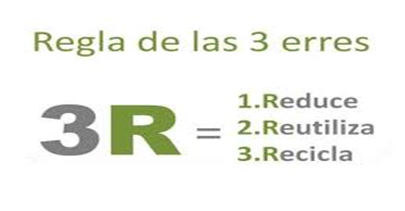 Regla de las 3 erres
3R =
1.Reduce
2.Reutiliza
3.Recicla